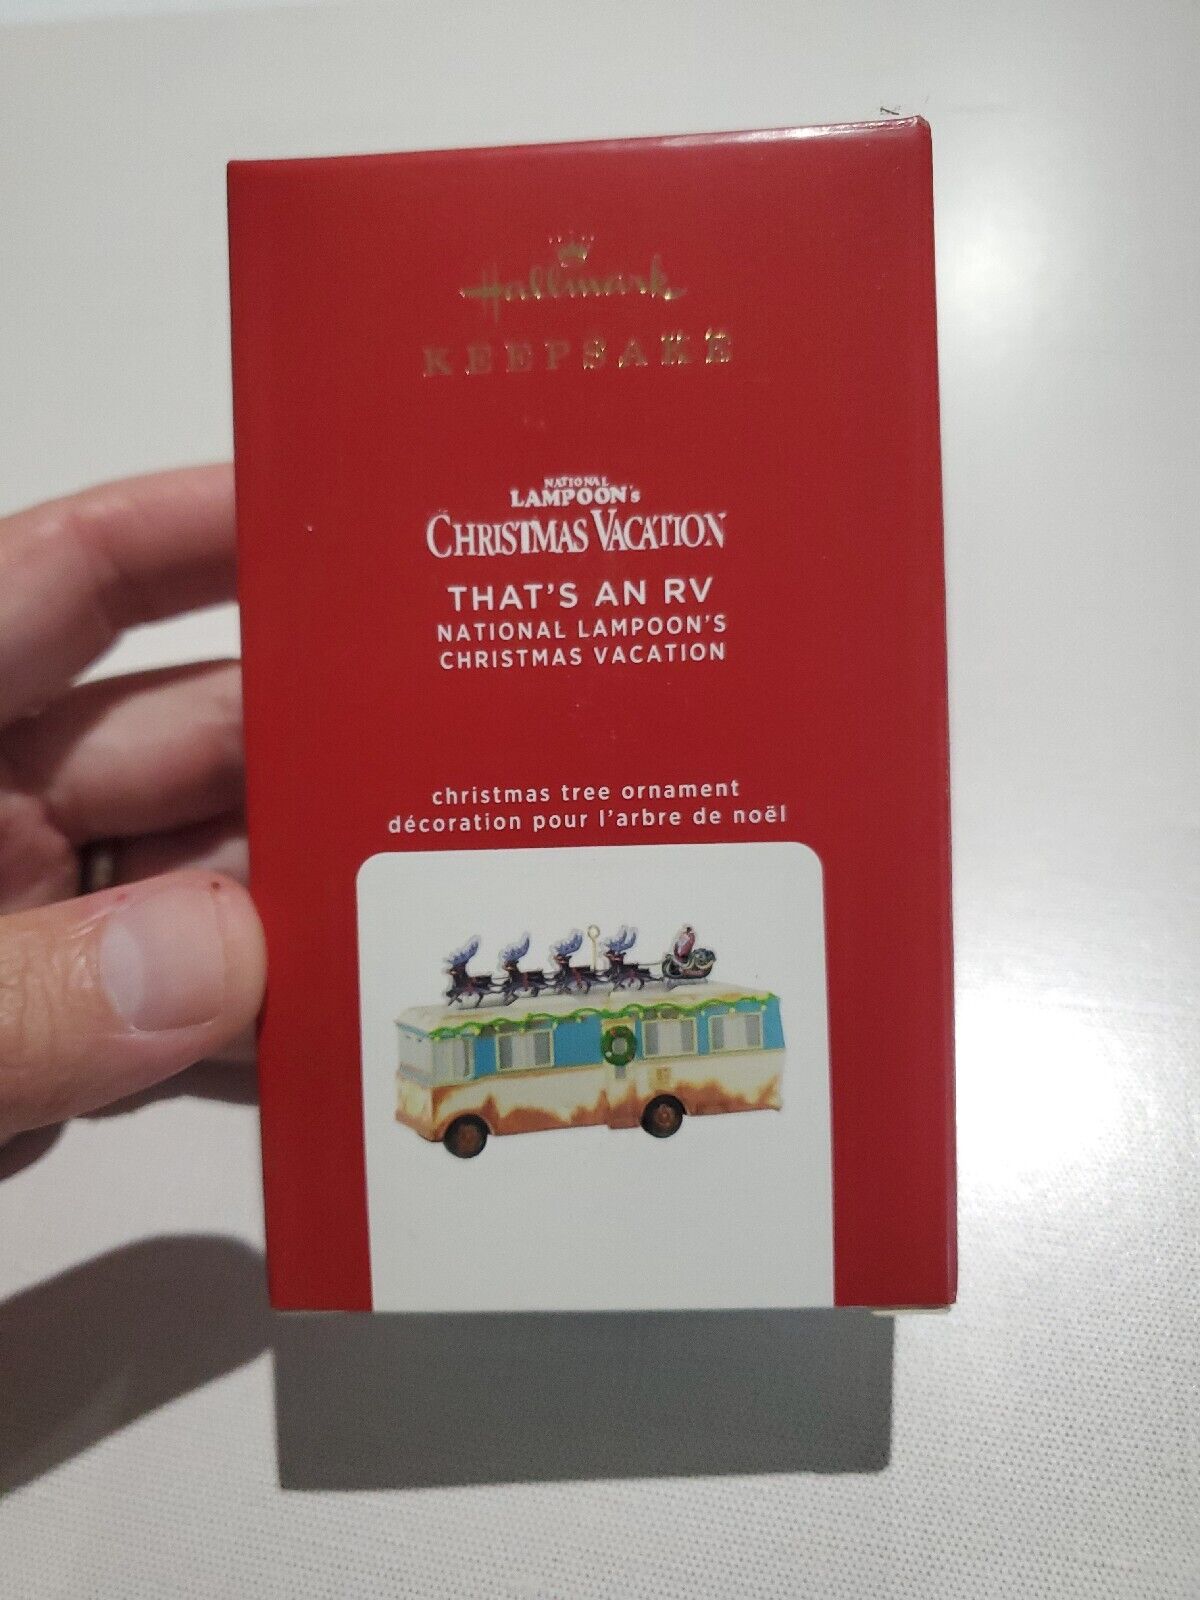 Hallmark
KEEPSAKE
NATIONAL
LAMPOON's
CHRISTMAS VACATION
THAT'S AN RV
NATIONAL LAMPOON'S
CHRISTMAS VACATION
christmas tree ornament
décoration pour l'arbre de noël